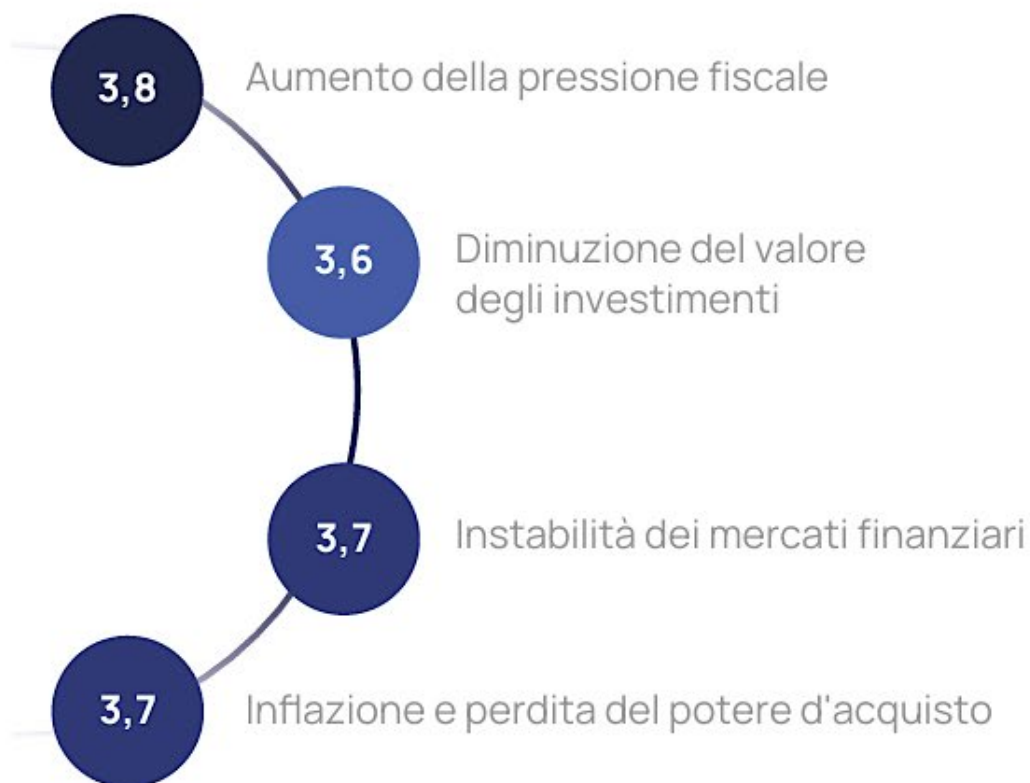 3,8
Aumento della pressione fiscale
3,6
Diminuzione del valore
degli investimenti
3,7
Instabilità dei mercati finanziari
3,7
Inflazione e perdita del potere d'acquisto